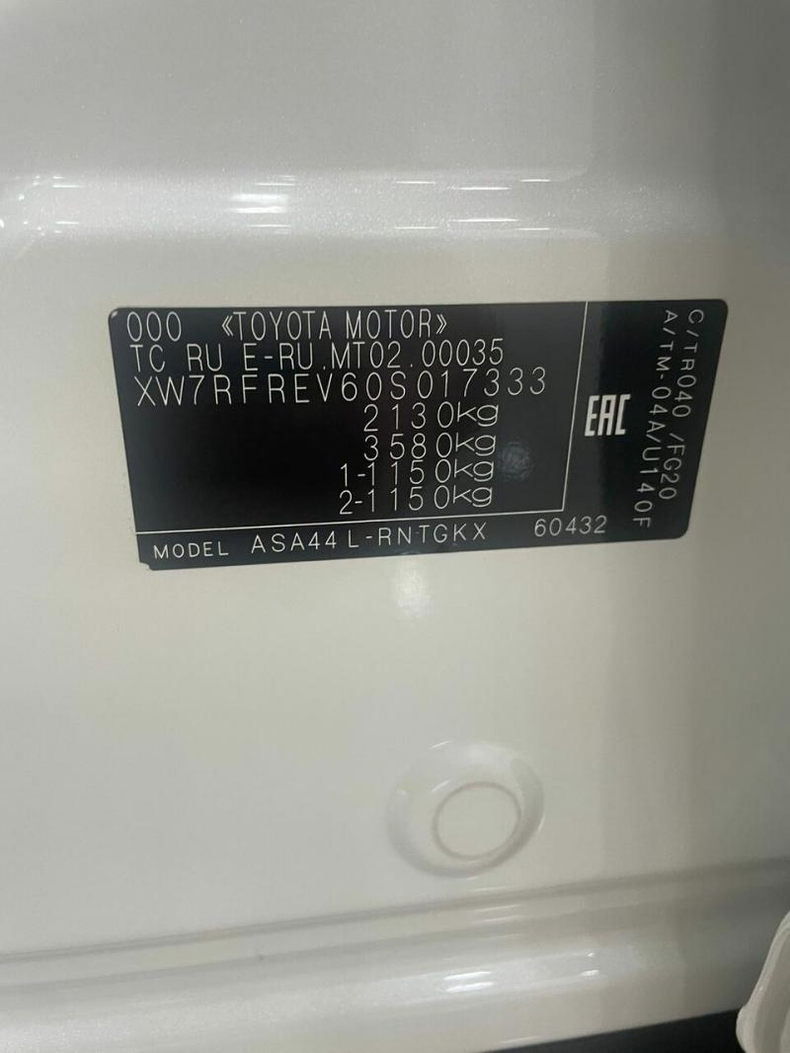 ООО «TOYOTA MOTOR»
TC RU E-RU.MT02.00035
XW7RFREV60S017333
2130kg
3580kg
1-1150kg
2-1150kg
MODEL ASA44L-RNTGKX 60432
EAC
C/TR040 /FG20
A/TM-04A/U140F